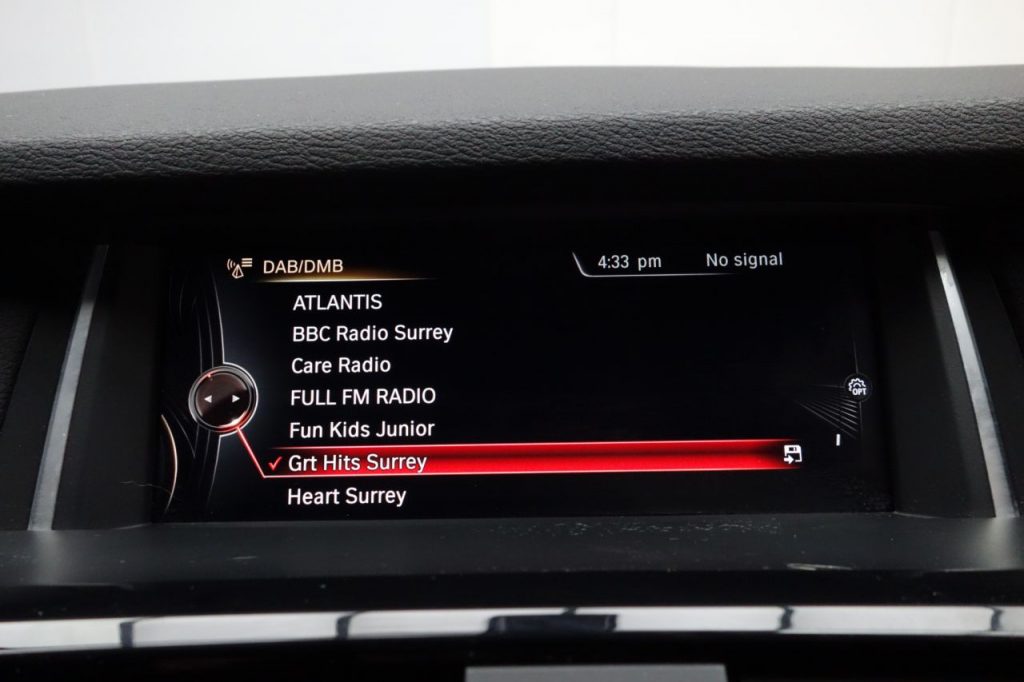 DAB/DMB
4:33 pm
No signal
ATLANTIS
BBC Radio Surrey
Care Radio
FULL FM RADIO
OPT
Fun Kids Junior
Grt Hits Surrey
Heart Surrey